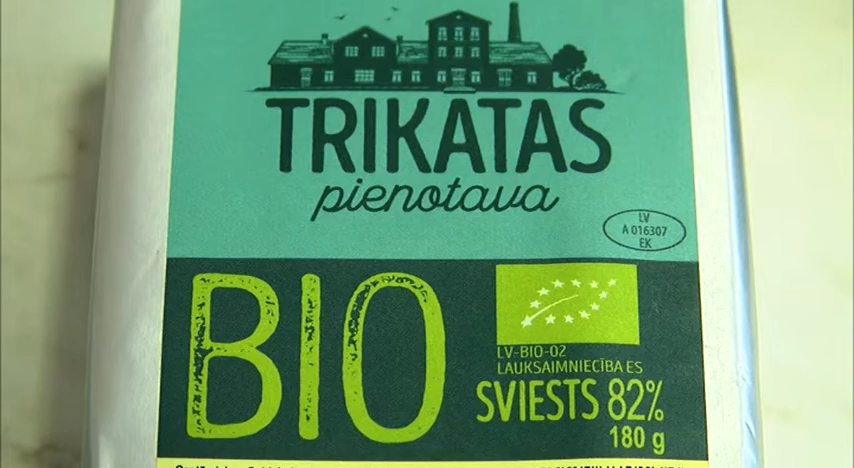 TRIKATAS
pienotava
LV
A 016307
EK
BIO
LV-BIO-02
LAUKSAIMNIECĪBA ES
SVIESTS 82%
180 g